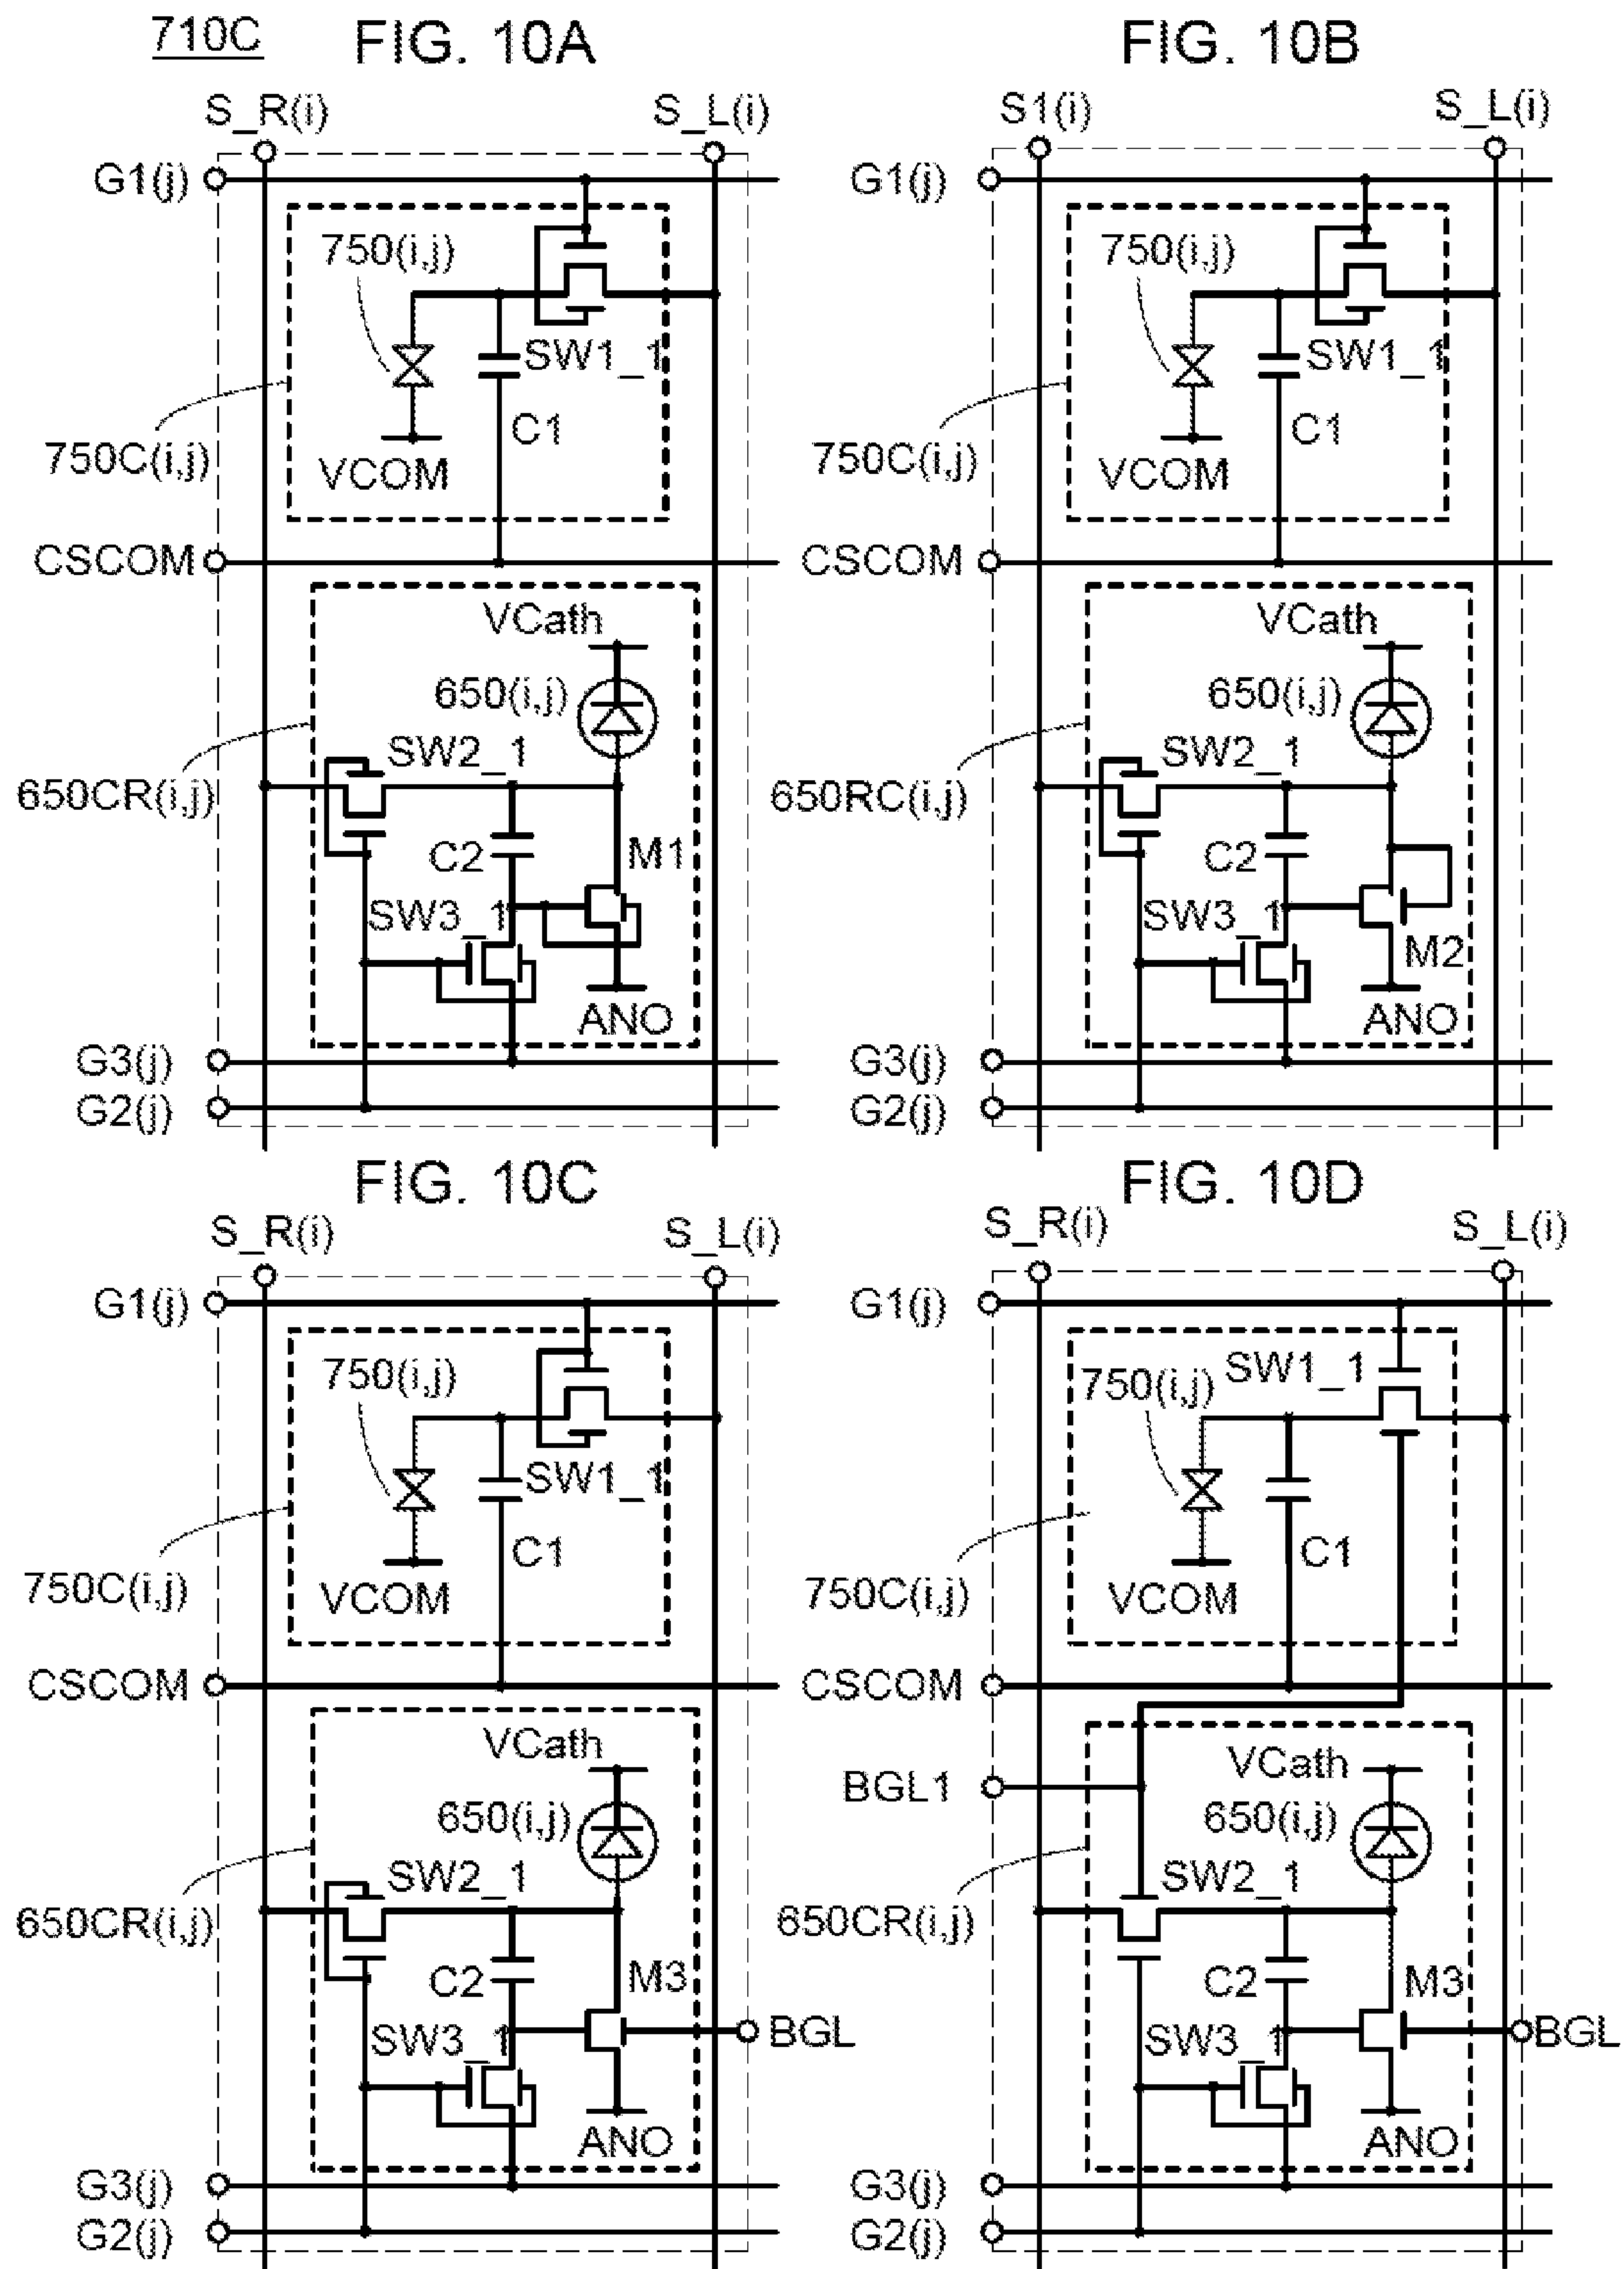 710C
FIG. 10A
S_R(i)
S_L(i)
G1(j)
750(i,j)
SW1_1
C1
750C(i,j)
VCOM
CSCOM
VCath
650(i,j)
SW2_1
650CR(i,j)
C2
M1
SW3_1
ANO
G3(j)
G2(j)
FIG. 10B
S1(i)
S_L(i)
G1(j)
750(i,j)
SW1_1
C1
750C(i,j)
VCOM
CSCOM
VCath
650(i,j)
SW2_1
650RC(i,j)
C2
SW3_1
M2
ANO
G3(j)
G2(j)
FIG. 10C
S_R(i)
S_L(i)
G1(j)
750(i,j)
SW1_1
C1
750C(i,j)
VCOM
CSCOM
VCath
650(i,j)
SW2_1
650CR(i,j)
C2
M3
SW3_1
BGL
ANO
G3(j)
G2(j)
FIG. 10D
S_R(i)
S_L(i)
G1(j)
SW1_1
750(i,j)
C1
750C(i,j)
VCOM
CSCOM
VCath
BGL1
650(i,j)
SW2_1
650CR(i,j)
C2
M3
SW3_1
BGL
ANO
G3(j)
G2(j)